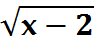 √(x − 2)